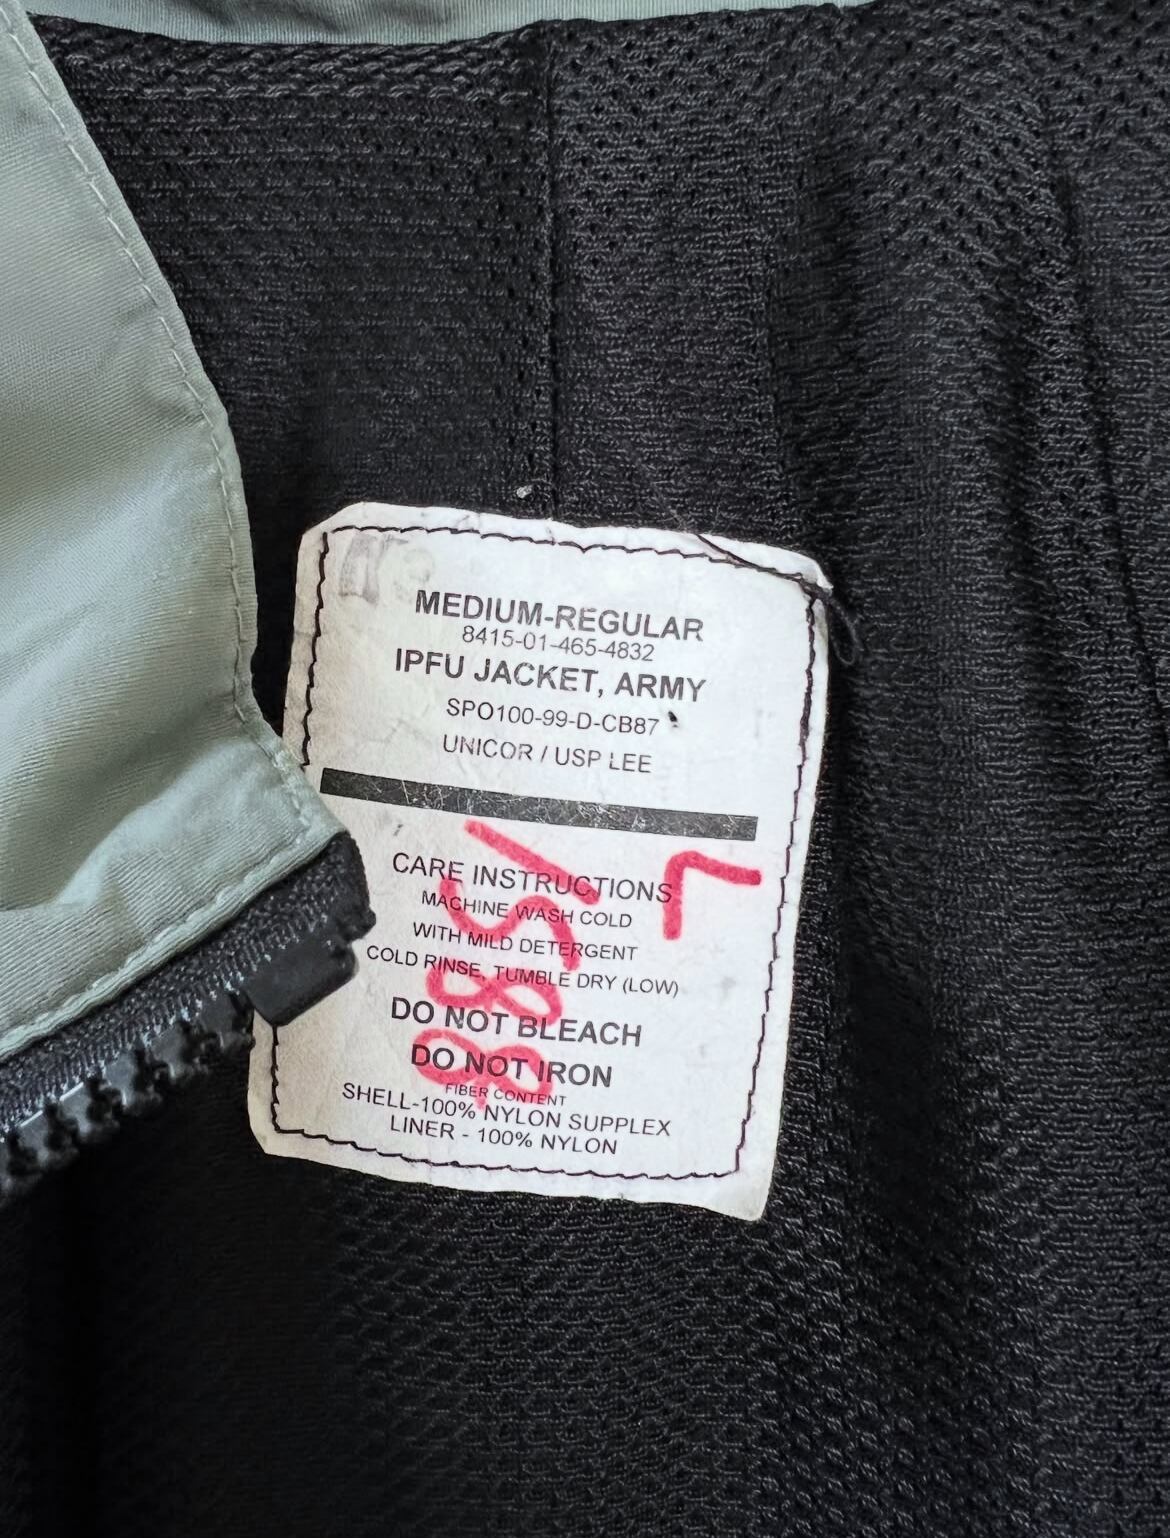 MEDIUM-REGULAR
8415-01-465-4832
IPFU JACKET, ARMY
SPO100-99-D-CB87
UNICOR / USP LEE
CARE INSTRUCTIONS
MACHINE WASH COLD
WITH MILD DETERGENT
COLD RINSE, TUMBLE DRY (LOW)
DO NOT BLEACH
DO NOT IRON
FIBER CONTENT
SHELL-100% NYLON SUPPLEX
LINER - 100% NYLON